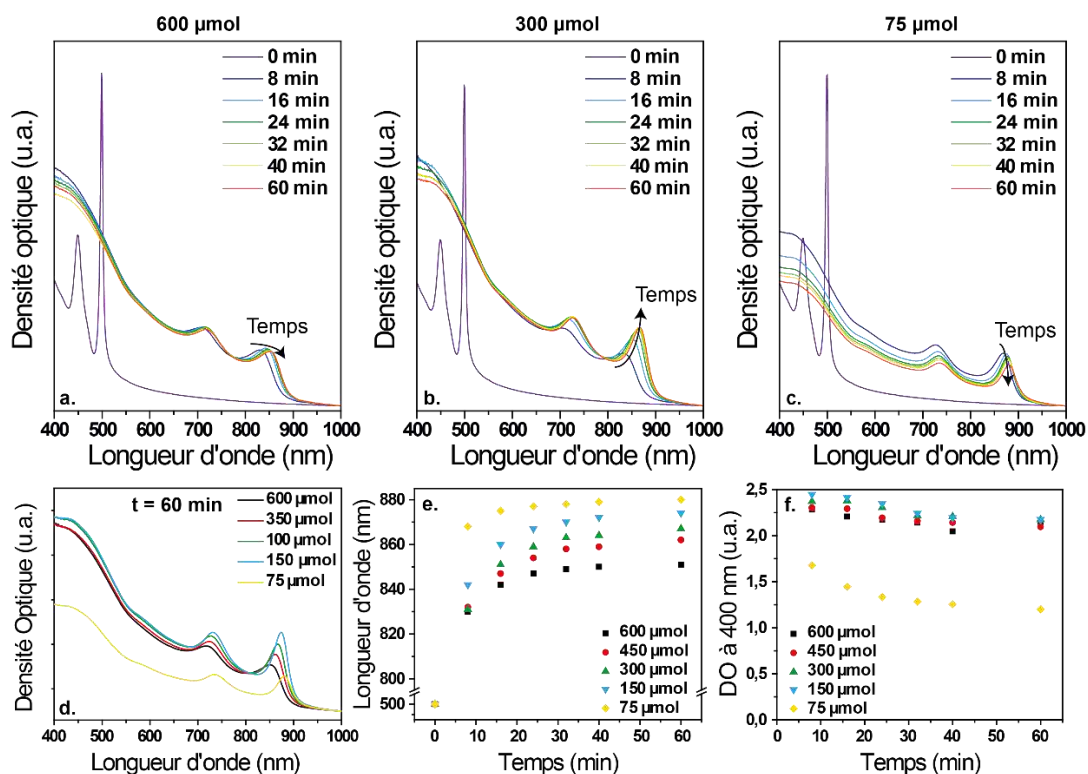 600 µmol
300 µmol
75 µmol
Densité optique (u.a.)
0 min
8 min
16 min
24 min
32 min
40 min
60 min
Temps
a.
400 500 600 700 800 900 1000
Longueur d'onde (nm)
Densité optique (u.a.)
0 min
8 min
16 min
24 min
32 min
40 min
60 min
Temps
b.
400 500 600 700 800 900 1000
Longueur d'onde (nm)
Densité optique (u.a.)
0 min
8 min
16 min
24 min
32 min
40 min
60 min
Temps
c.
400 500 600 700 800 900 1000
Longueur d'onde (nm)
Densité Optique (u.a.)
t = 60 min
600 µmol
350 µmol
100 µmol
150 µmol
75 µmol
d.
400 500 600 700 800 900 1000
Longueur d'onde (nm)
Longueur d'onde (nm)
e.
880
860
840
820
800
500
600 µmol
450 µmol
300 µmol
150 µmol
75 µmol
0 10 20 30 40 50 60
Temps (min)
DO à 400 nm (u.a.)
f.
2,5
2,0
1,5
1,0
0,5
0,0
600 µmol
450 µmol
300 µmol
150 µmol
75 µmol
0 10 20 30 40 50 60
Temps (min)